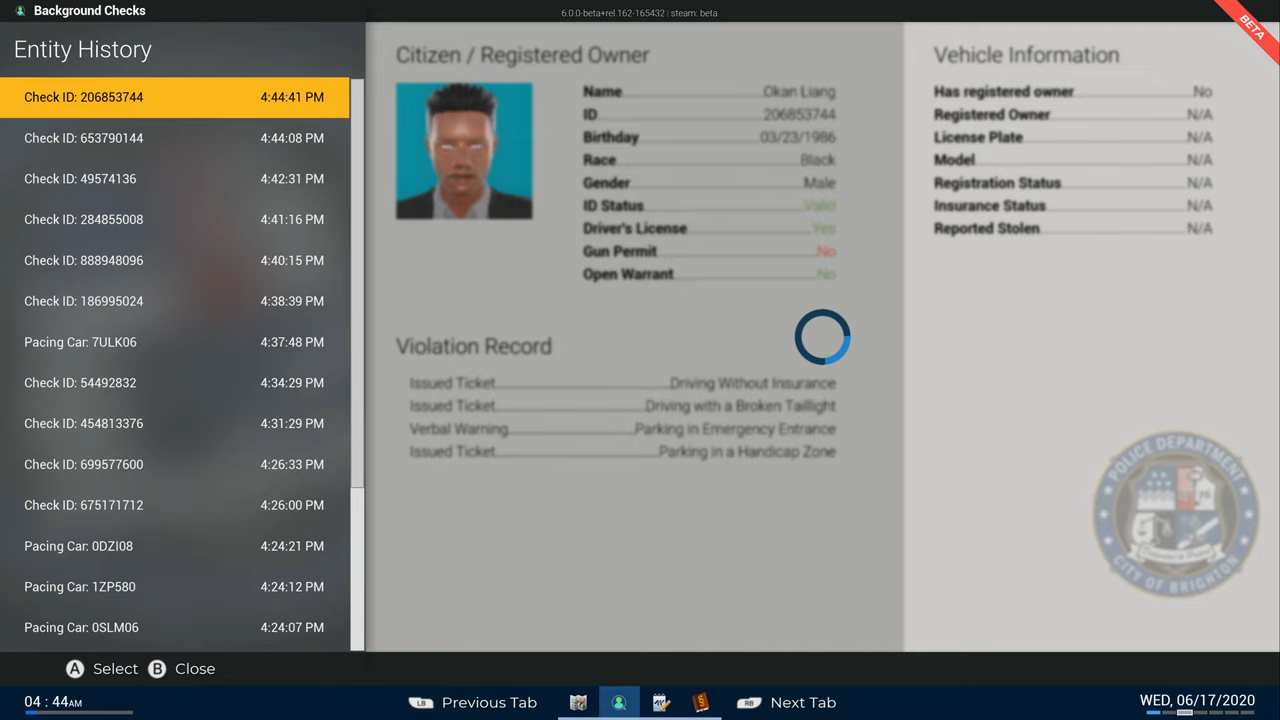 Background Checks
6.0.0-beta+rel.162-165432 | steam: beta
BETA
Entity History
Check ID: 206853744 4:44:41 PM
Check ID: 653790144 4:44:08 PM
Check ID: 49574136 4:42:31 PM
Check ID: 284855008 4:41:16 PM
Check ID: 888948096 4:40:15 PM
Check ID: 186995024 4:38:39 PM
Pacing Car: 7ULK06 4:37:48 PM
Check ID: 54492832 4:34:29 PM
Check ID: 454813376 4:31:29 PM
Check ID: 699577600 4:26:33 PM
Check ID: 675171712 4:26:00 PM
Pacing Car: 0DZI08 4:24:21 PM
Pacing Car: 1ZP580 4:24:12 PM
Pacing Car: 0SLM06 4:24:07 PM
Citizen / Registered Owner
Name Okan Liang
ID 206853744
Birthday 03/23/1986
Race Black
Gender Male
ID Status Valid
Driver's License Yes
Gun Permit No
Open Warrant No
Violation Record
Issued Ticket Driving Without Insurance
Issued Ticket Driving with a Broken Taillight
Verbal Warning Parking in Emergency Entrance
Issued Ticket Parking in a Handicap Zone
Vehicle Information
Has registered owner No
Registered Owner N/A
License Plate N/A
Model N/A
Registration Status N/A
Insurance Status N/A
Reported Stolen N/A
POLICE DEPARTMENT
CITY OF BRIGHTON
A Select B Close
04 : 44 AM
LB Previous Tab
RB Next Tab
WED, 06/17/2020